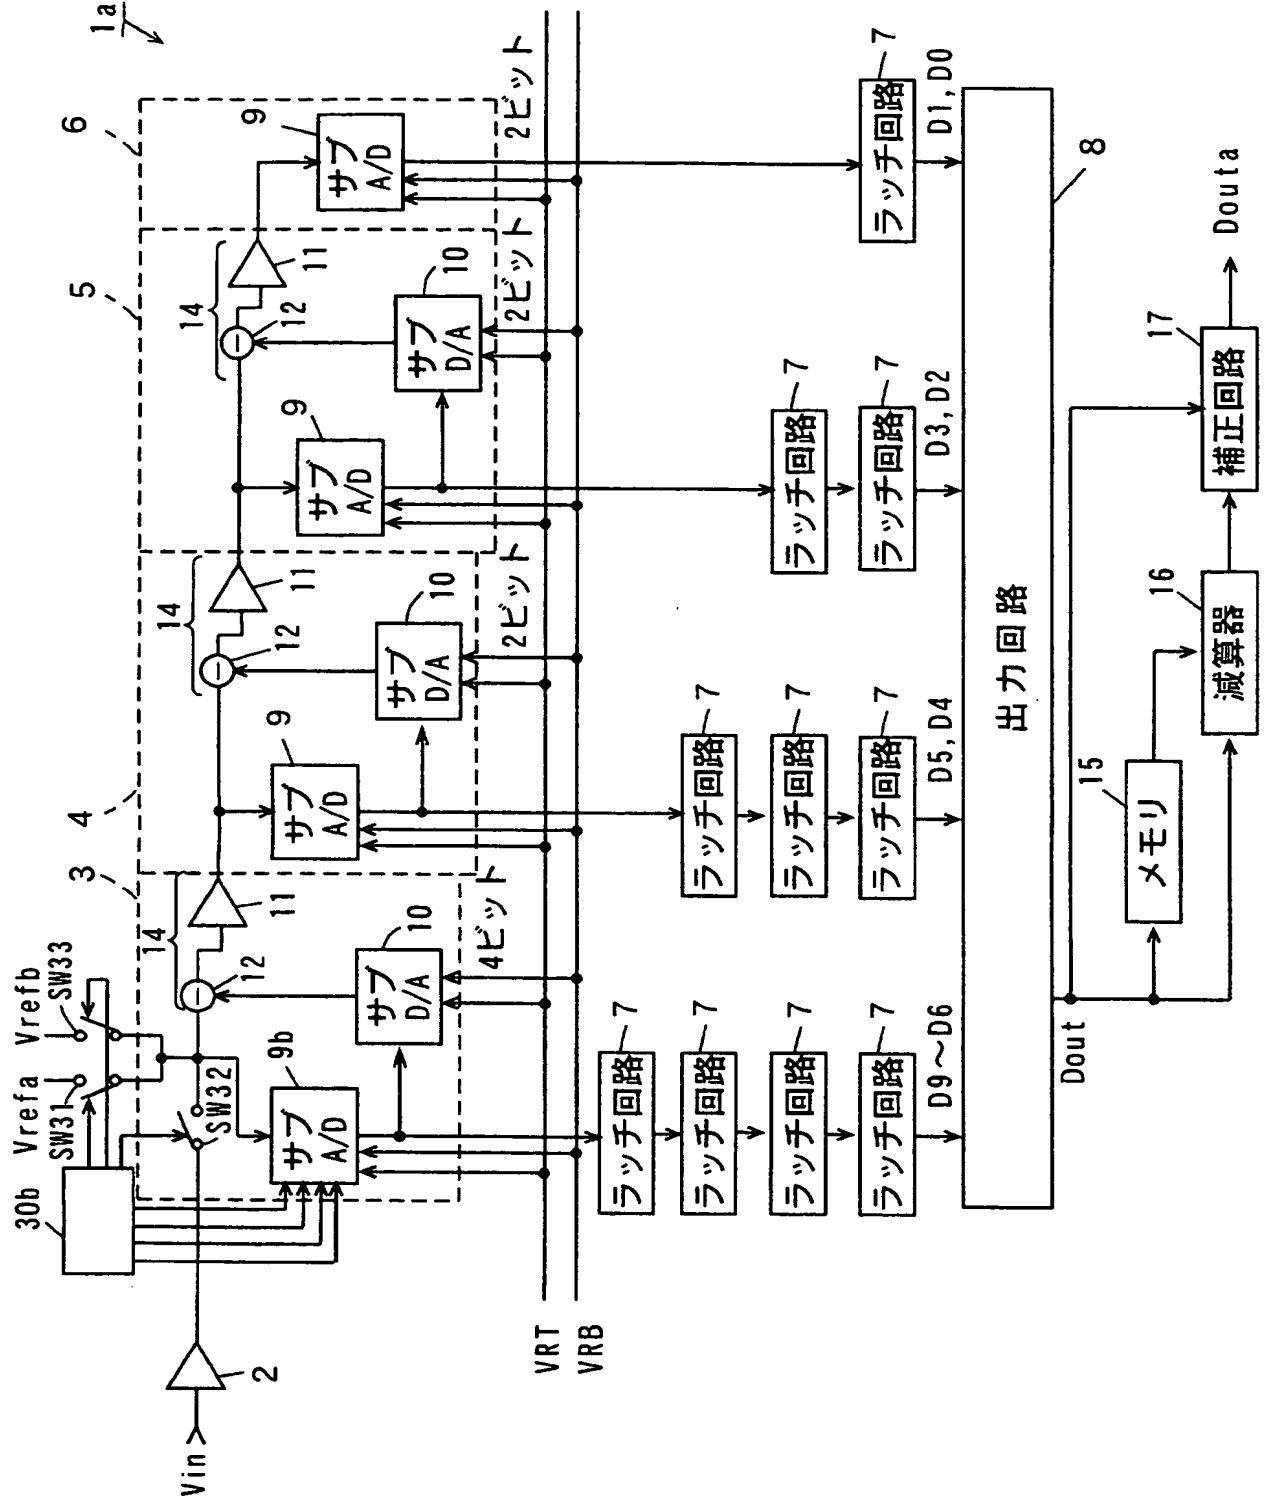 1a
Vin
2
30b
Vrefa
SW31
Vrefb
SW33
SW32
3
14
12
11
サブ
A/D
9b
サブ
D/A
10
4ビット
4
14
12
11
サブ
A/D
9
サブ
D/A
10
2ビット
5
14
12
11
サブ
A/D
9
サブ
D/A
10
2ビット
6
サブ
A/D
9
2ビット
VRT
VRB
ラッチ回路
7
ラッチ回路
7
ラッチ回路
7
ラッチ回路
7
D9〜D6
ラッチ回路
7
ラッチ回路
7
ラッチ回路
7
D5,D4
ラッチ回路
7
ラッチ回路
7
D3,D2
ラッチ回路
7
D1,D0
出力回路
8
Dout
メモリ
15
減算器
16
補正回路
17
Douta